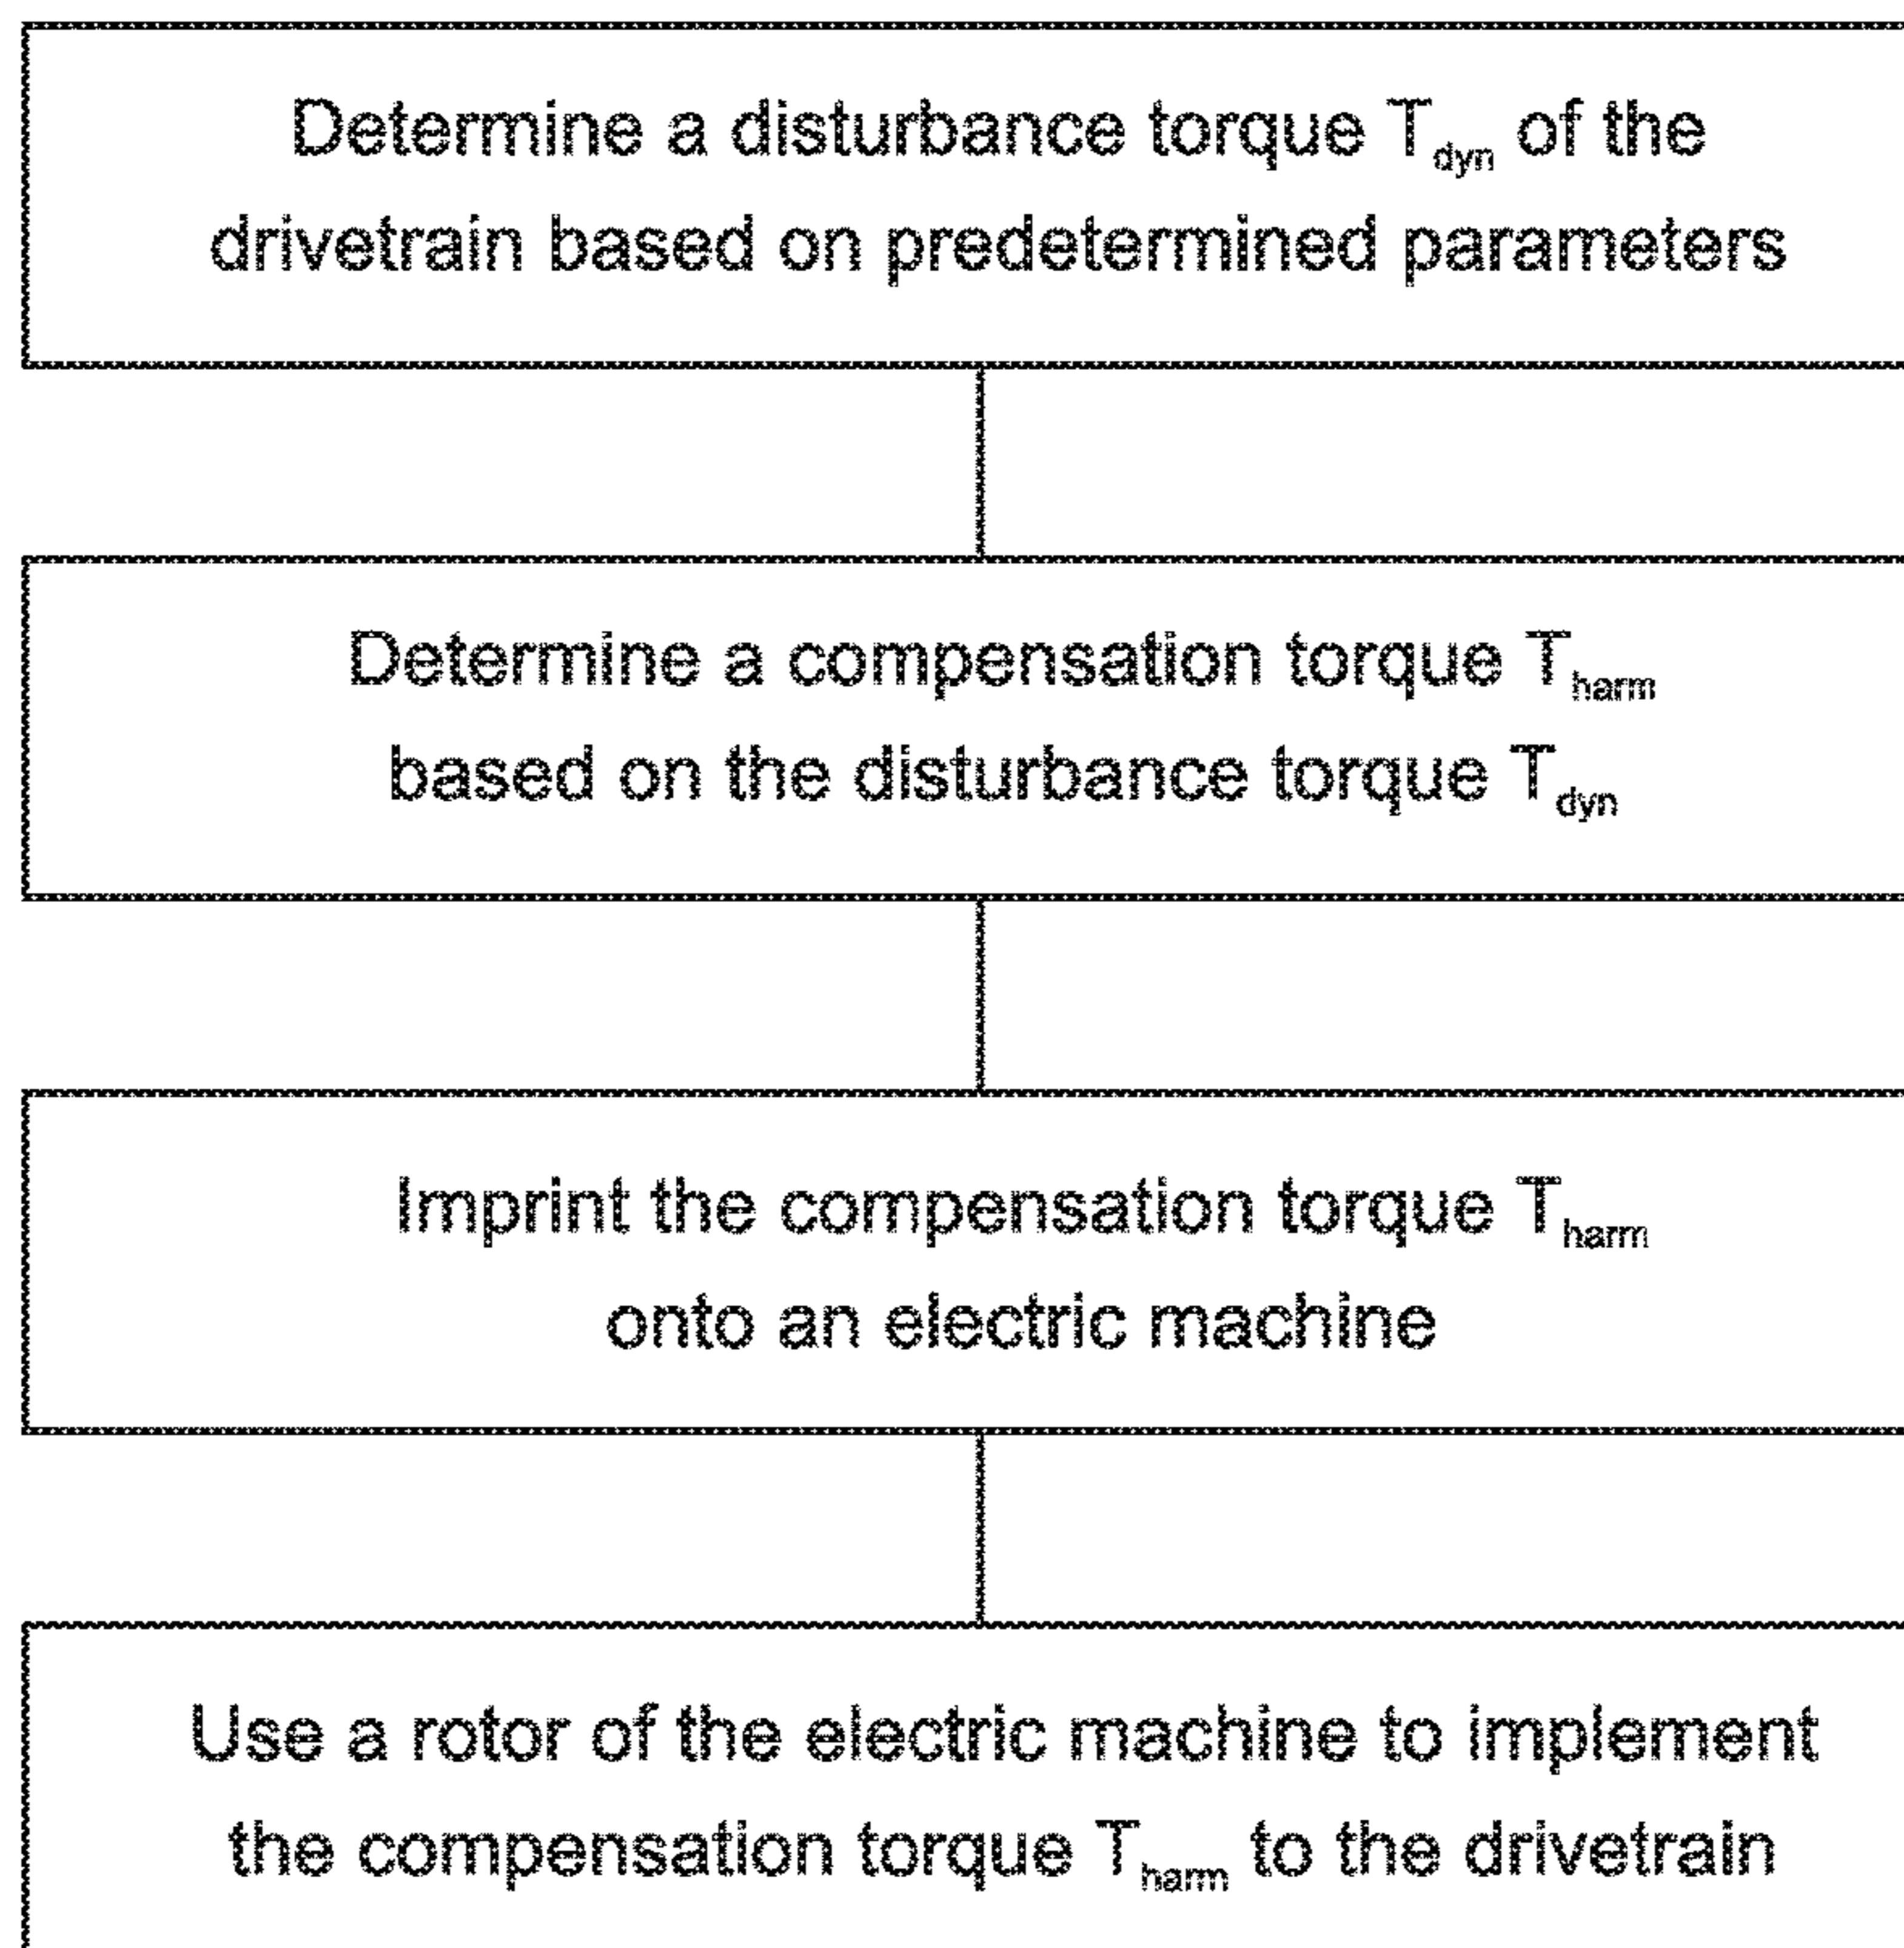 Determine a disturbance torque T_dyn of the
drivetrain based on predetermined parameters
Determine a compensation torque T_harm
based on the disturbance torque T_dyn
Imprint the compensation torque T_harm
onto an electric machine
Use a rotor of the electric machine to implement
the compensation torque T_harm to the drivetrain